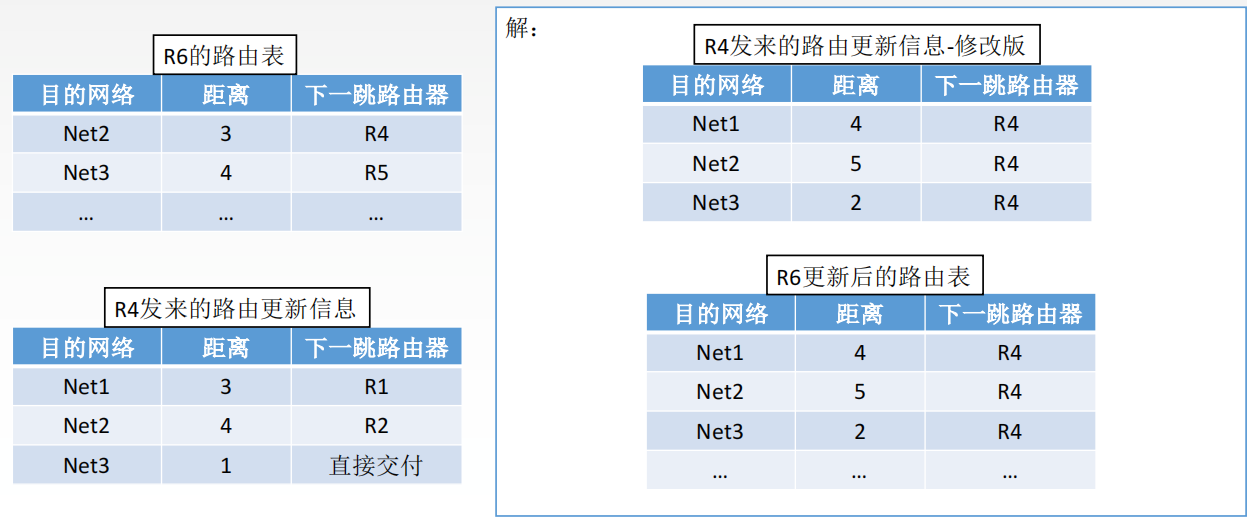 R6的路由表
目的网络 距离 下一跳路由器
Net2 3 R4
Net3 4 R5
… … …
R4发来的路由更新信息
目的网络 距离 下一跳路由器
Net1 3 R1
Net2 4 R2
Net3 1 直接交付
解：
R4发来的路由更新信息-修改版
目的网络 距离 下一跳路由器
Net1 4 R4
Net2 5 R4
Net3 2 R4
R6更新后的路由表
目的网络 距离 下一跳路由器
Net1 4 R4
Net2 5 R4
Net3 2 R4
… … …